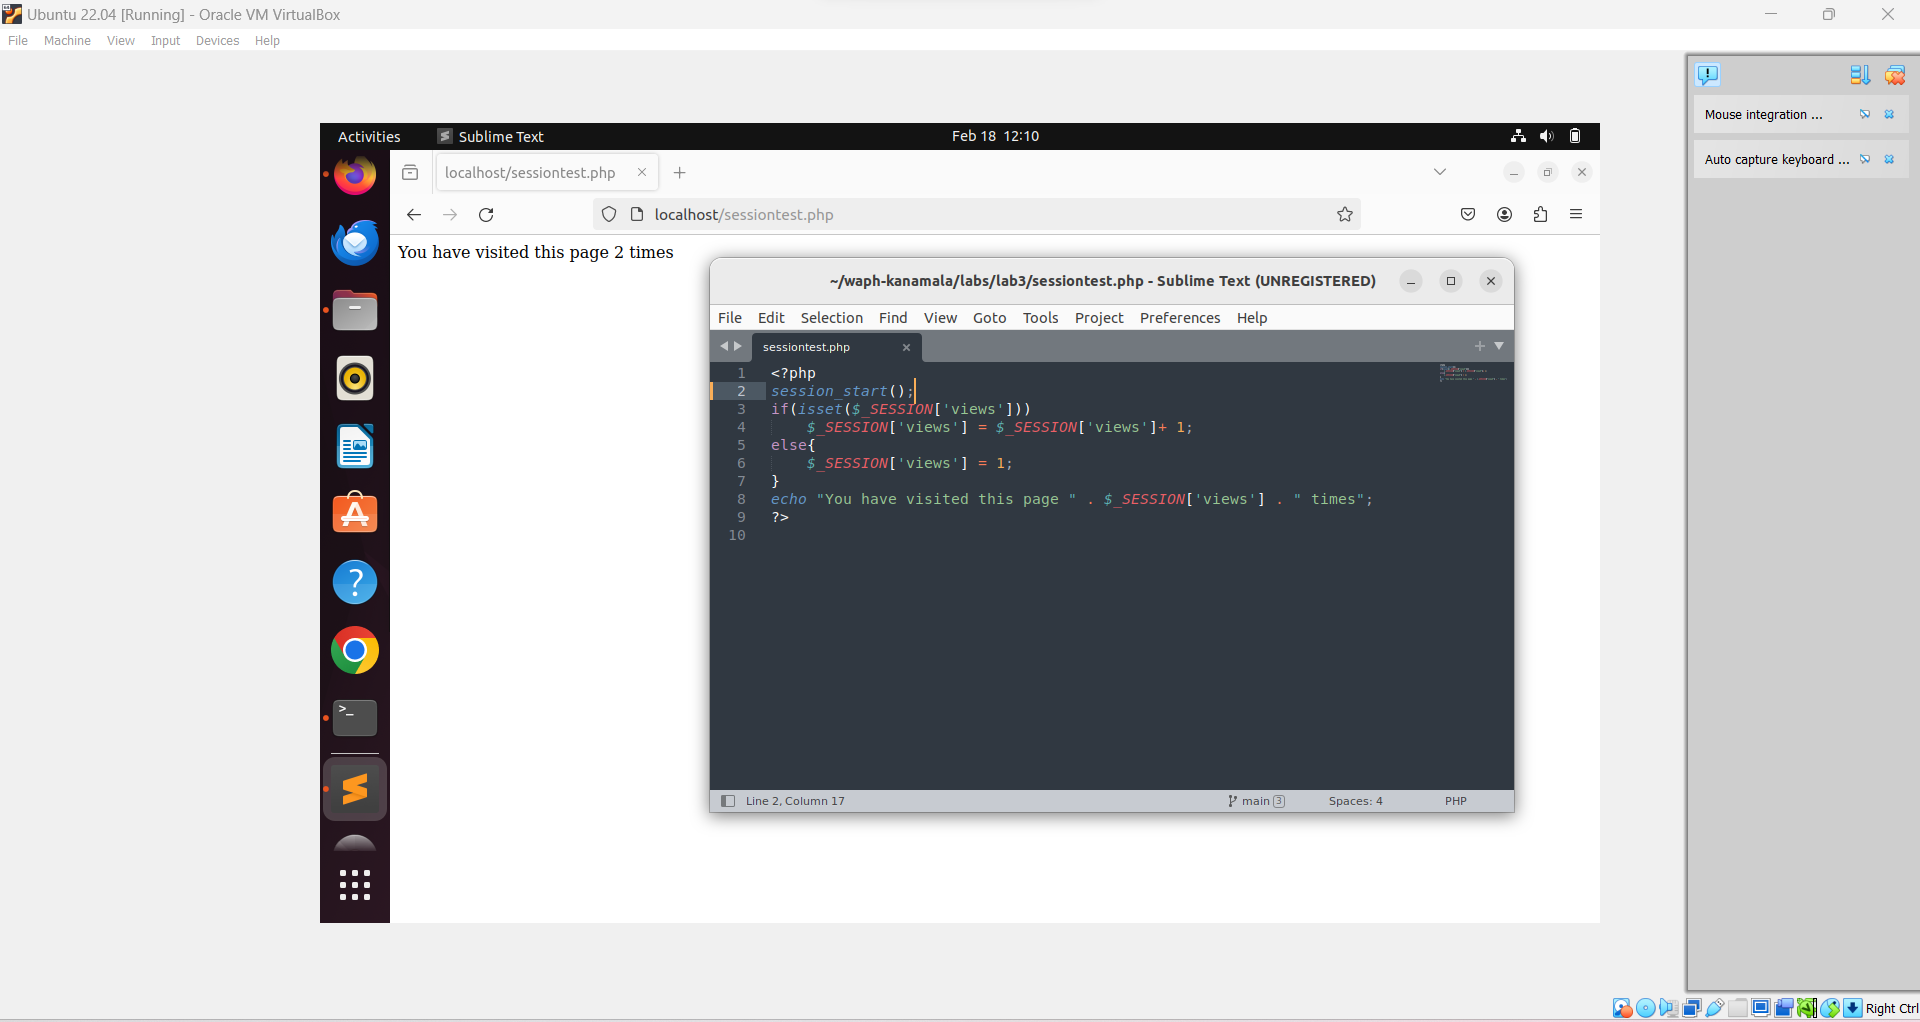 Ubuntu 22.04 [Running] - Oracle VM VirtualBox
File Machine View Input Devices Help
Mouse integration ...
Auto capture keyboard ...
Activities Sublime Text Feb 18 12:10
localhost/sessiontest.php
localhost/sessiontest.php
You have visited this page 2 times
~/waph-kanamala/labs/lab3/sessiontest.php - Sublime Text (UNREGISTERED)
File Edit Selection Find View Goto Tools Project Preferences Help
sessiontest.php
1 <?php
2 session_start();
3 if(isset($_SESSION['views']))
4     $_SESSION['views'] = $_SESSION['views']+ 1;
5 else{
6     $_SESSION['views'] = 1;
7 }
8 echo "You have visited this page " . $_SESSION['views'] . " times";
9 ?>
10
Line 2, Column 17 main 3 Spaces: 4 PHP
Right Ctrl